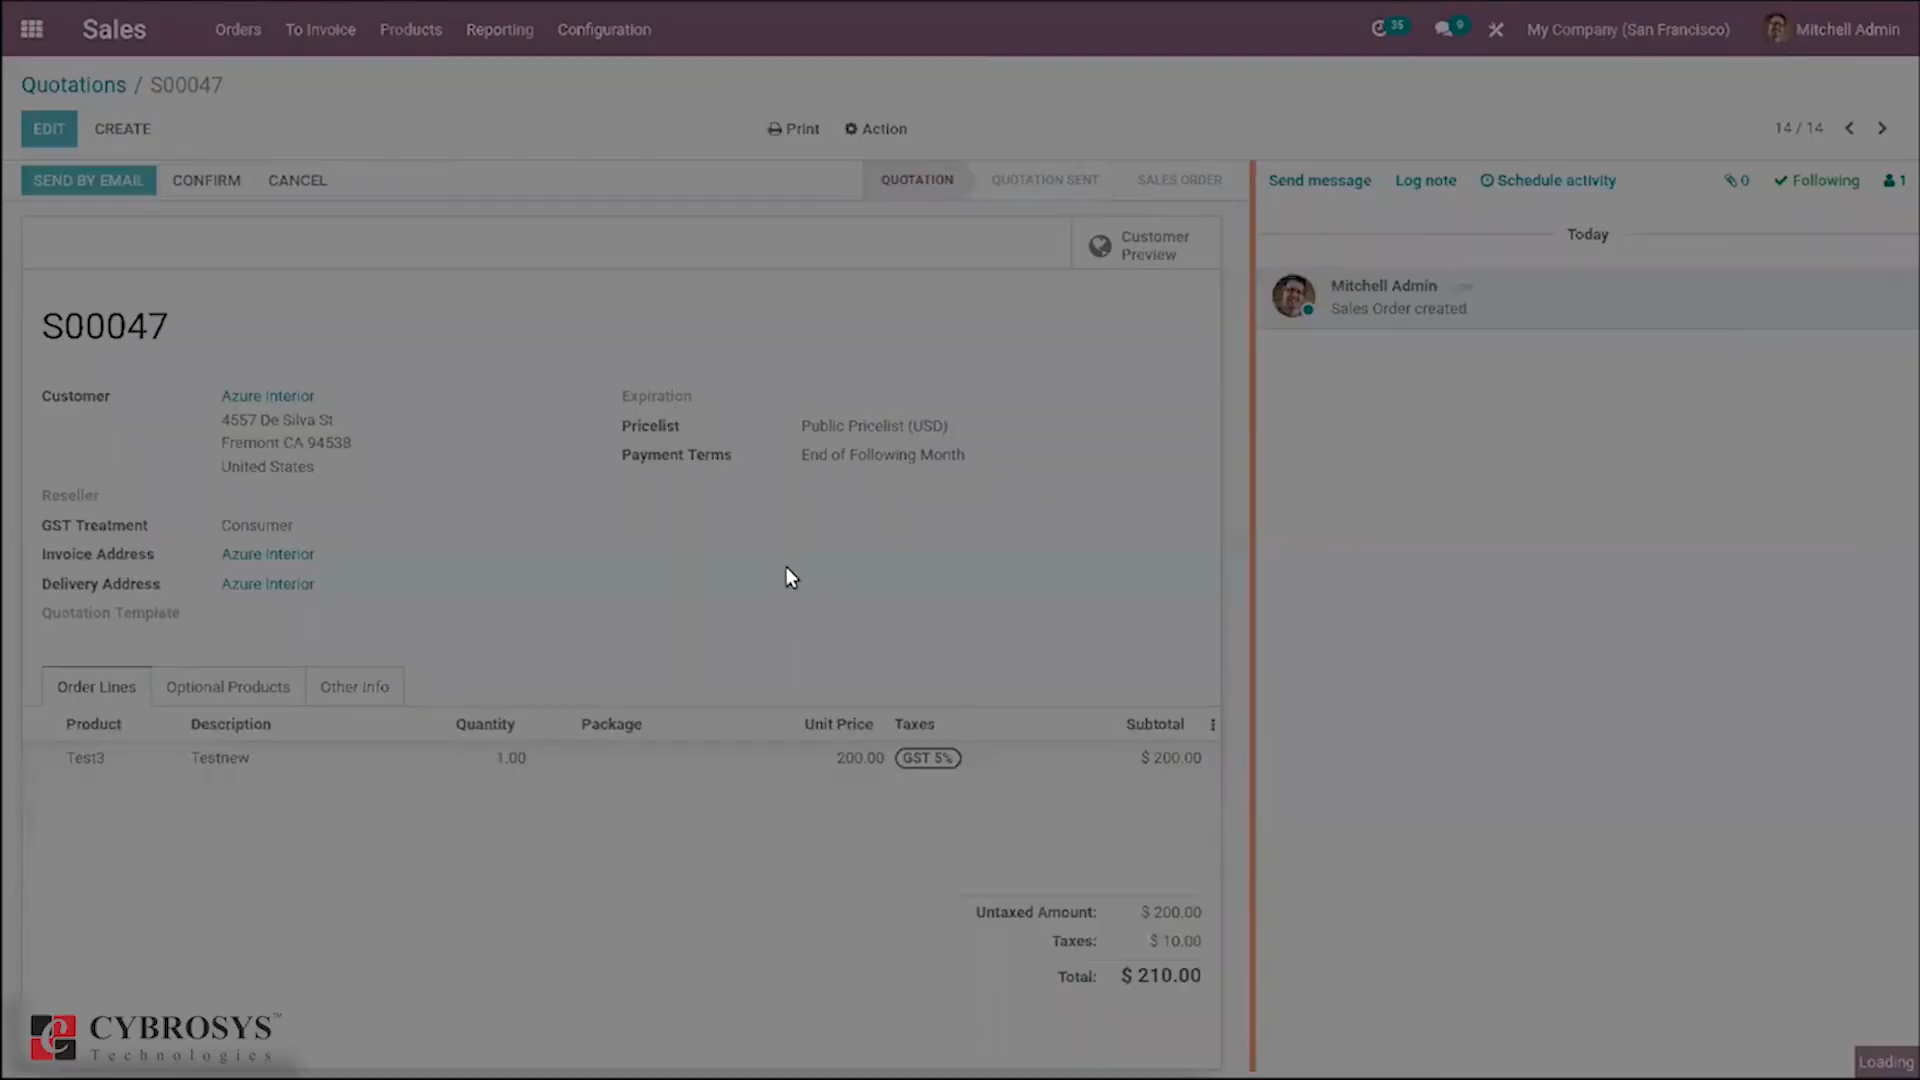 Sales
Orders
To Invoice
Products
Reporting
Configuration
35
9
My Company (San Francisco)
Mitchell Admin
Quotations / S00047
EDIT
CREATE
Print
Action
14 / 14
SEND BY EMAIL
CONFIRM
CANCEL
QUOTATION
QUOTATION SENT
SALES ORDER
Send message
Log note
Schedule activity
0
Following
1
Customer
Preview
Today
Mitchell Admin
Sales Order created
S00047
Customer
Azure Interior
4557 De Silva St
Fremont CA 94538
United States
Expiration
Pricelist
Public Pricelist (USD)
Payment Terms
End of Following Month
Reseller
GST Treatment
Consumer
Invoice Address
Azure Interior
Delivery Address
Azure Interior
Quotation Template
Order Lines
Optional Products
Other Info
Product
Description
Quantity
Package
Unit Price
Taxes
Subtotal
Test3
Testnew
1.00
200.00
GST 5%
$ 200.00
Untaxed Amount:
$ 200.00
Taxes:
$ 10.00
Total:
$ 210.00
CYBROSYS™
Technologies
Loading